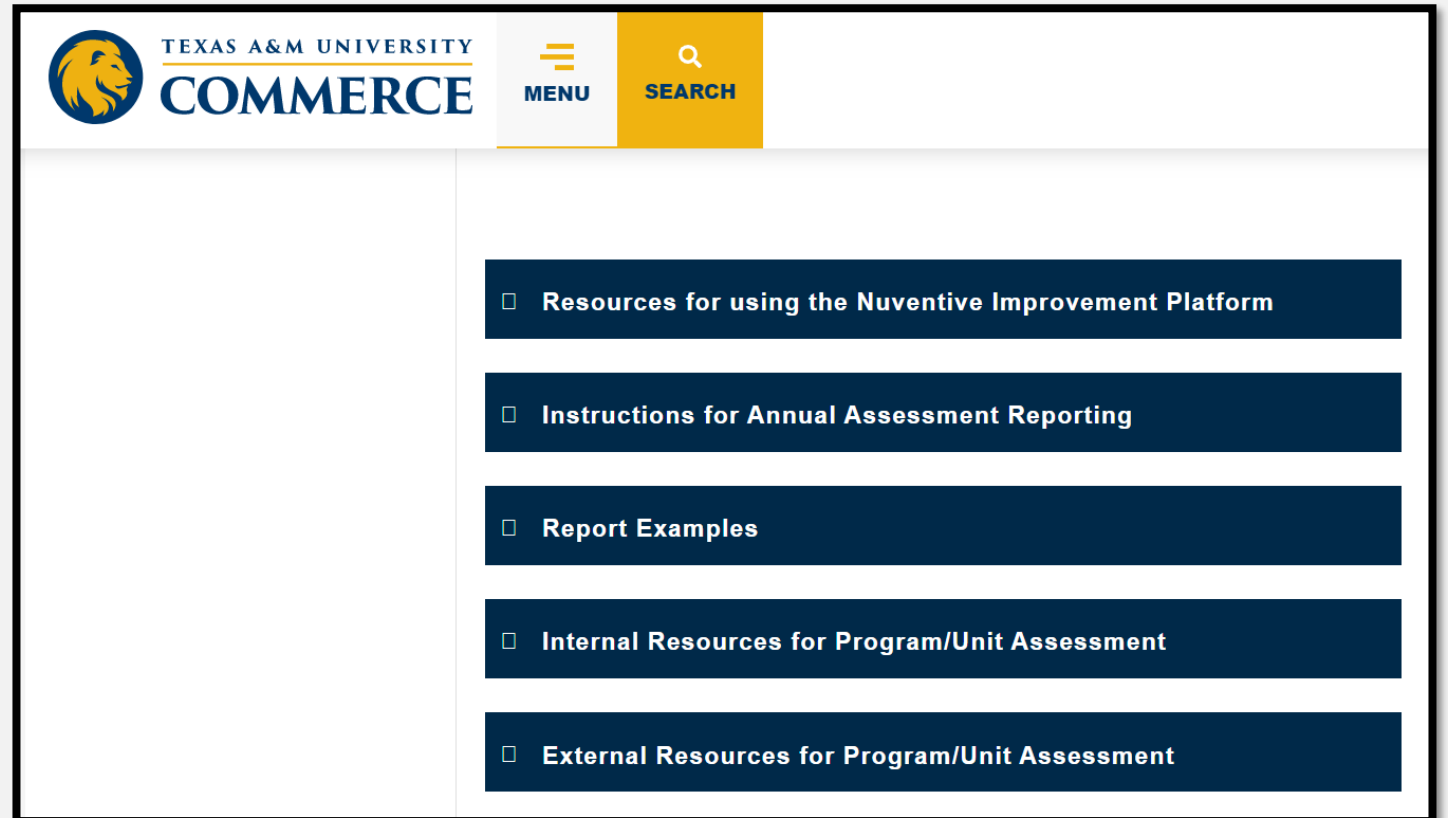 TEXAS A&M UNIVERSITY
COMMERCE
MENU
SEARCH
Resources for using the Nuventive Improvement Platform
Instructions for Annual Assessment Reporting
Report Examples
Internal Resources for Program/Unit Assessment
External Resources for Program/Unit Assessment